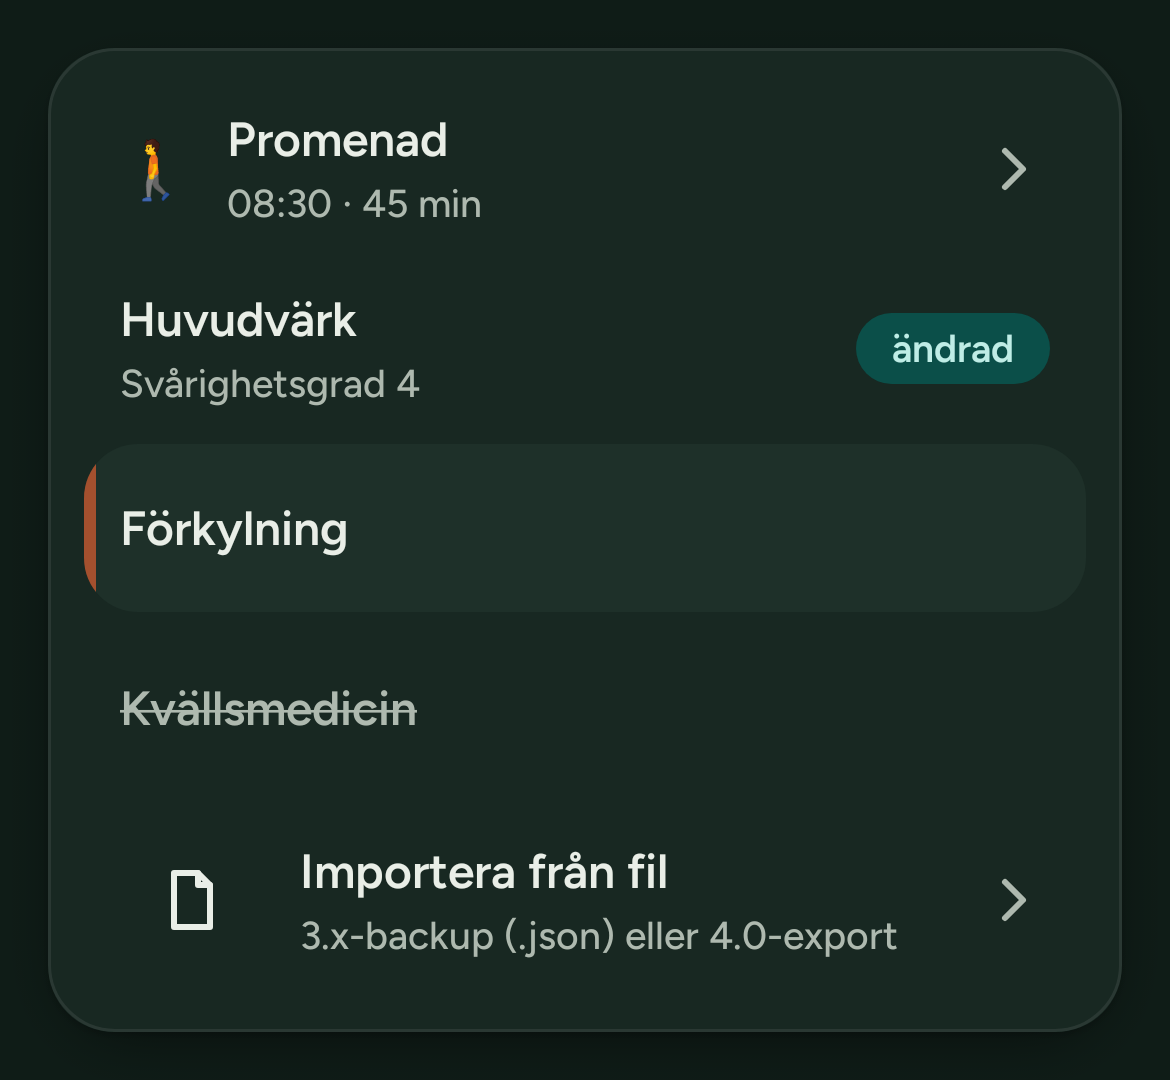 Promenad
08:30 · 45 min
Huvudvärk
ändrad
Svårighetsgrad 4
Förkylning
Kvällsmedicin
Importera från fil
3.x-backup (.json) eller 4.0-export